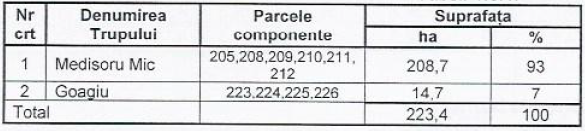 Nr crt Denumirea Trupului Parcele componente Suprafața
ha %
1 Medisoru Mic 205,208,209,210,211, 212 208,7 93
2 Goagiu 223,224,225,226 14,7 7
Total 223,4 100